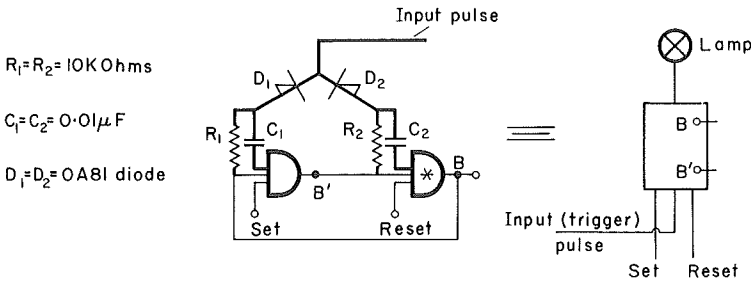 Input pulse
Lamp
R₁=R₂=10K Ohms
D₁
D₂
C₁=C₂=0·01μF
R₁
C₁
R₂
C₂
B
B'
D₁=D₂=OA81 diode
*
B
B'
Set
Reset
Input (trigger)
pulse
Set
Reset